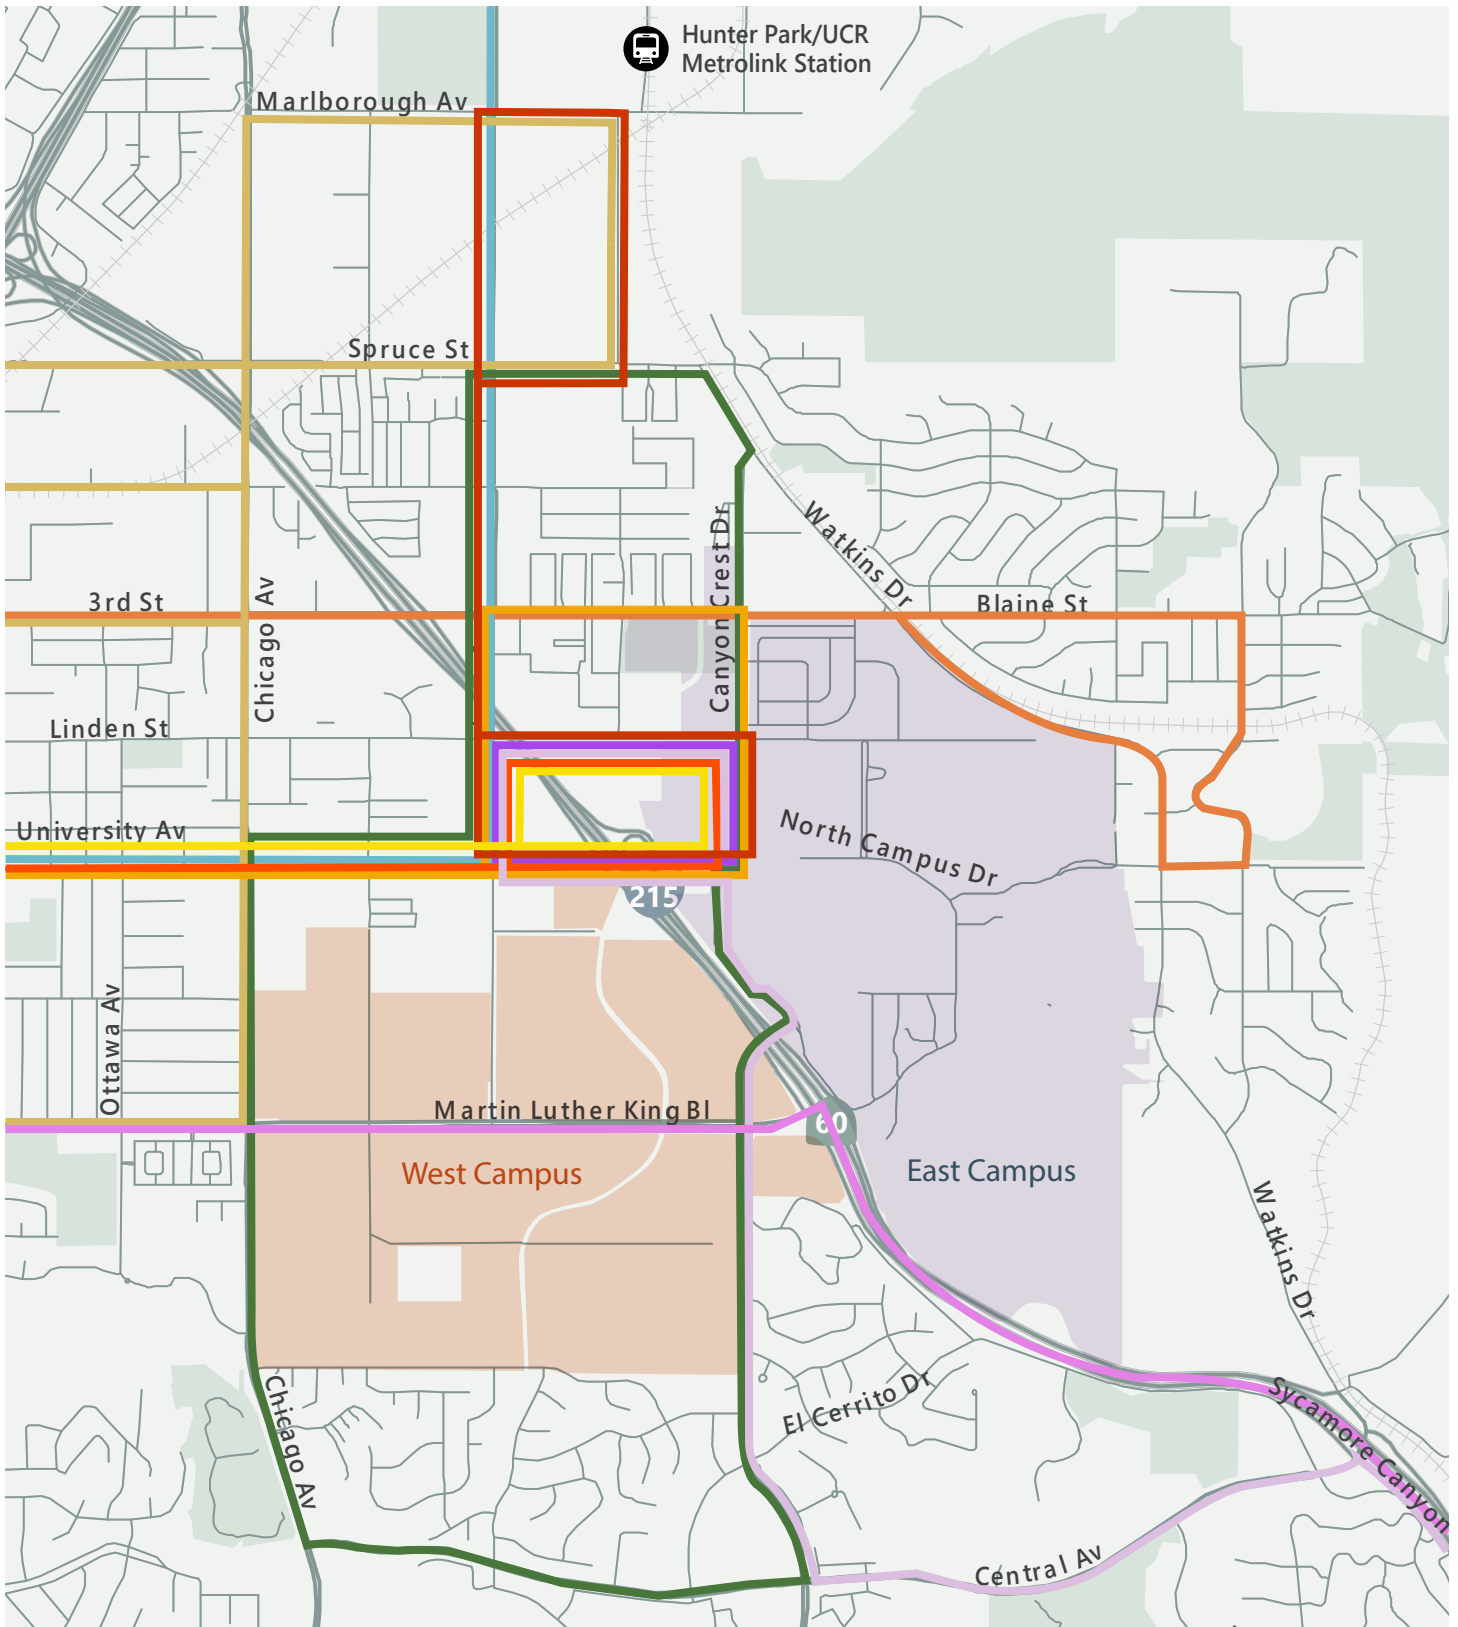 Hunter Park/UCR
Metrolink Station
Marlborough Av
Spruce St
Canyon Crest Dr
Watkins Dr
Chicago Av
3rd St
Blaine St
Linden St
University Av
North Campus Dr
215
Ottawa Av
Martin Luther King Bl
60
West Campus
East Campus
Watkins Dr
Chicago Av
El Cerrito Dr
Sycamore Canyon
Central Av